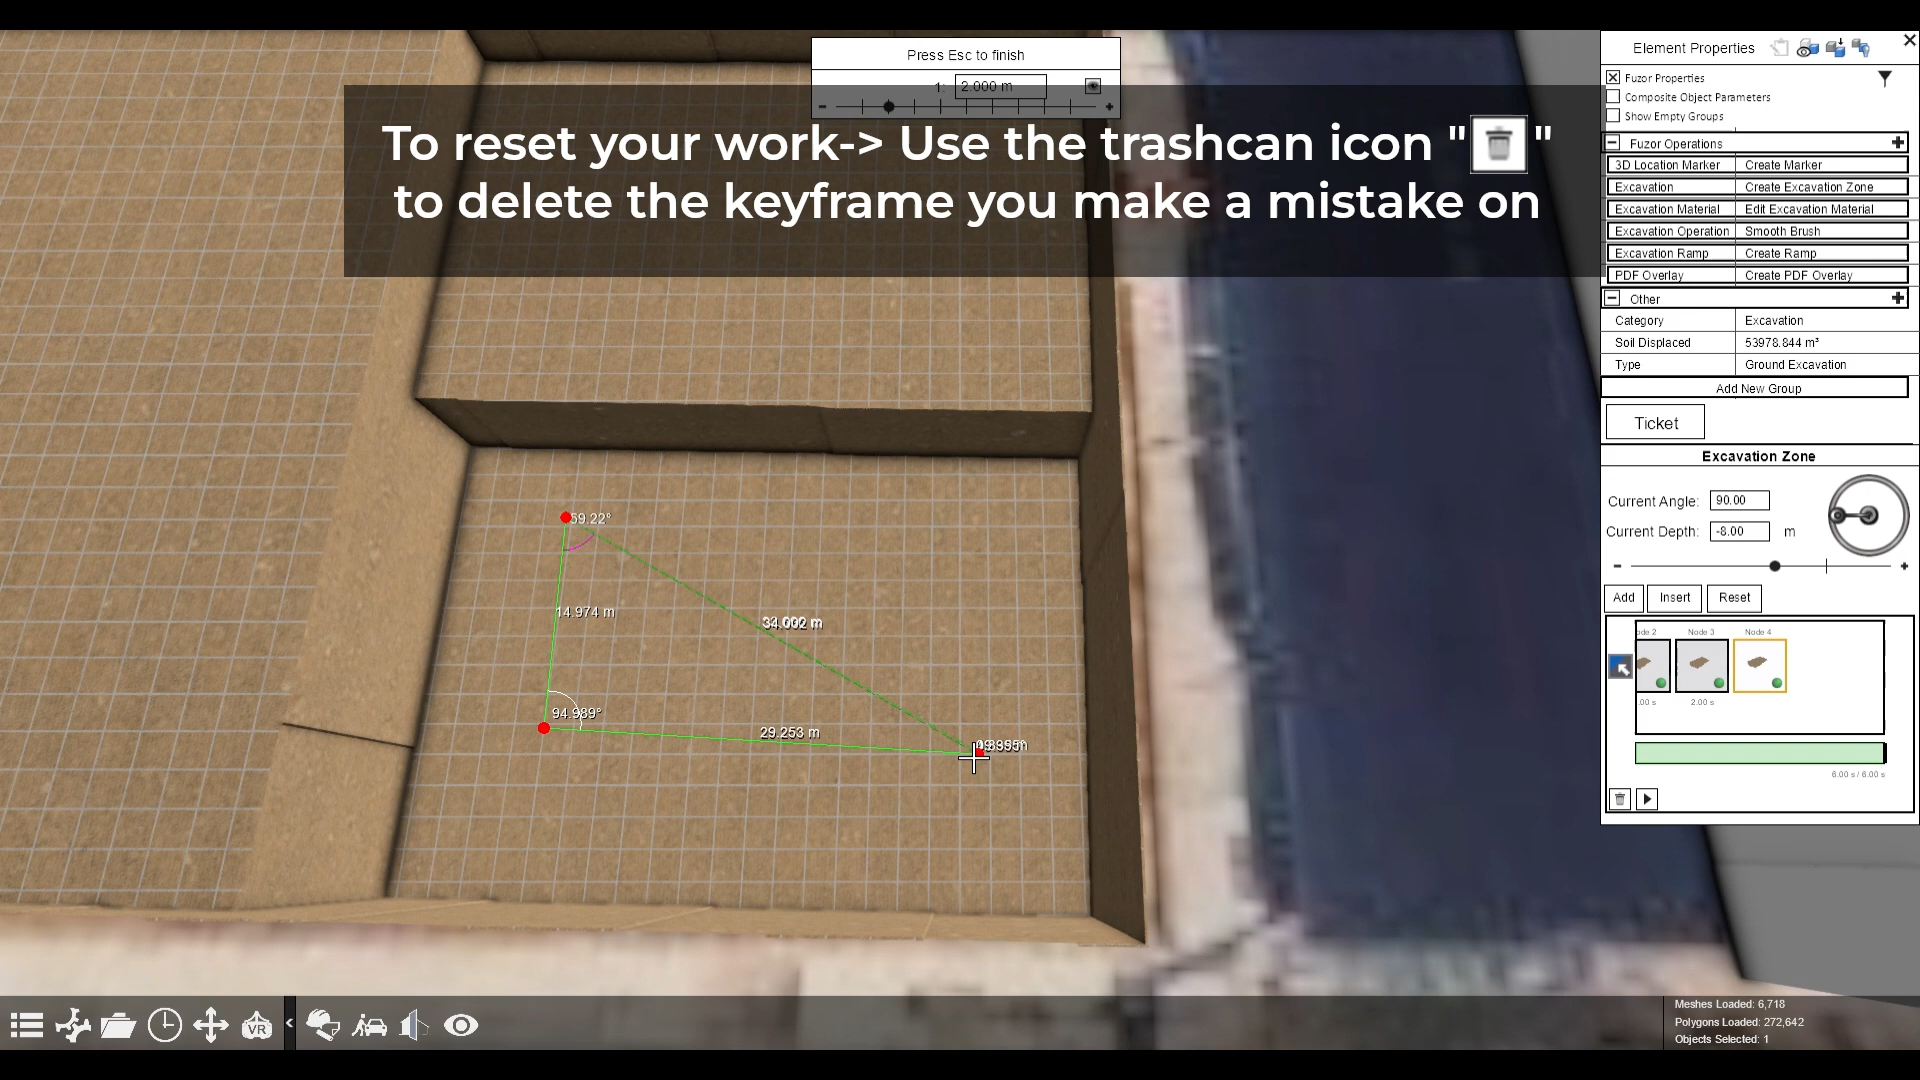 Press Esc to finish
1: 2.000 m
To reset your work-> Use the trashcan icon " "
to delete the keyframe you make a mistake on
14.974 m
94.989°
29.253 m
Element Properties
Fuzor Properties
Composite Object Parameters
Show Empty Groups
Fuzor Operations
3D Location Marker Create Marker
Excavation Create Excavation Zone
Excavation Material Edit Excavation Material
Excavation Operation Smooth Brush
Excavation Ramp Create Ramp
PDF Overlay Create PDF Overlay
Other
Category Excavation
Soil Displaced 53978.844 m³
Type Ground Excavation
Add New Group
Ticket
Excavation Zone
Current Angle: 90.00
Current Depth: -8.00 m
Add Insert Reset
Node 3 Node 4
2.00 s
6.00 s / 6.00 s
VR
Meshes Loaded: 6,718
Polygons Loaded: 272,642
Objects Selected: 1